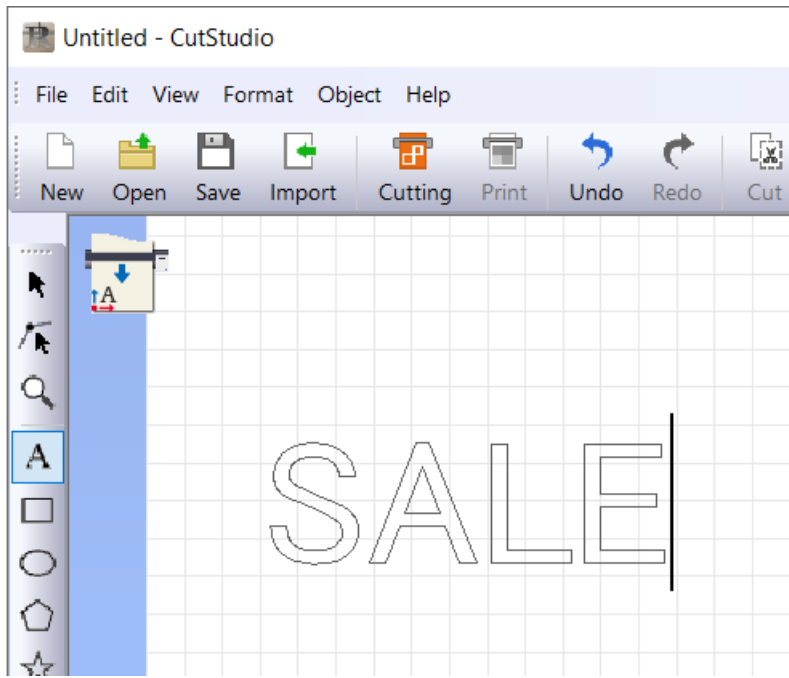 Untitled - CutStudio
File Edit View Format Object Help
New Open Save Import Cutting Print Undo Redo Cut
A
A
SALE